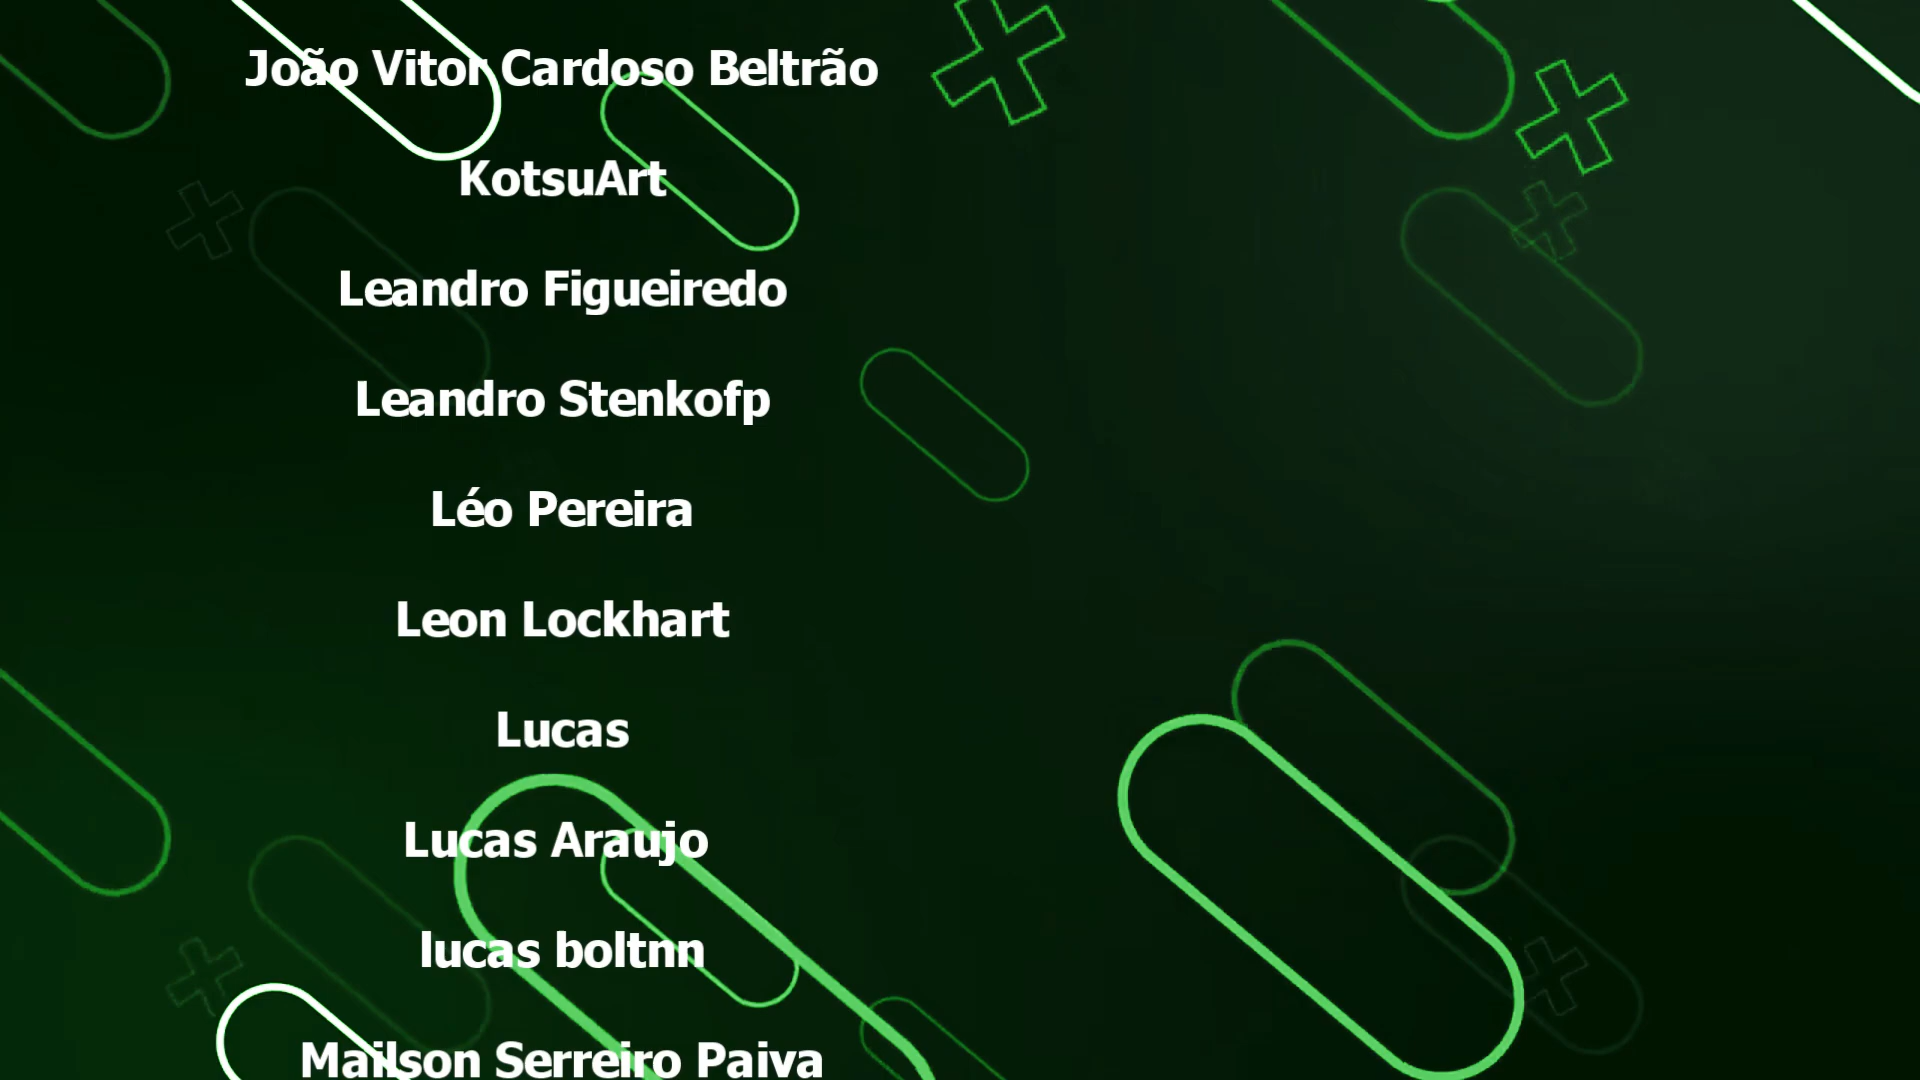 João Vitor Cardoso Beltrão
KotsuArt
Leandro Figueiredo
Leandro Stenkofp
Léo Pereira
Leon Lockhart
Lucas
Lucas Araujo
lucas boltnn
Mailson Serreiro Paiva